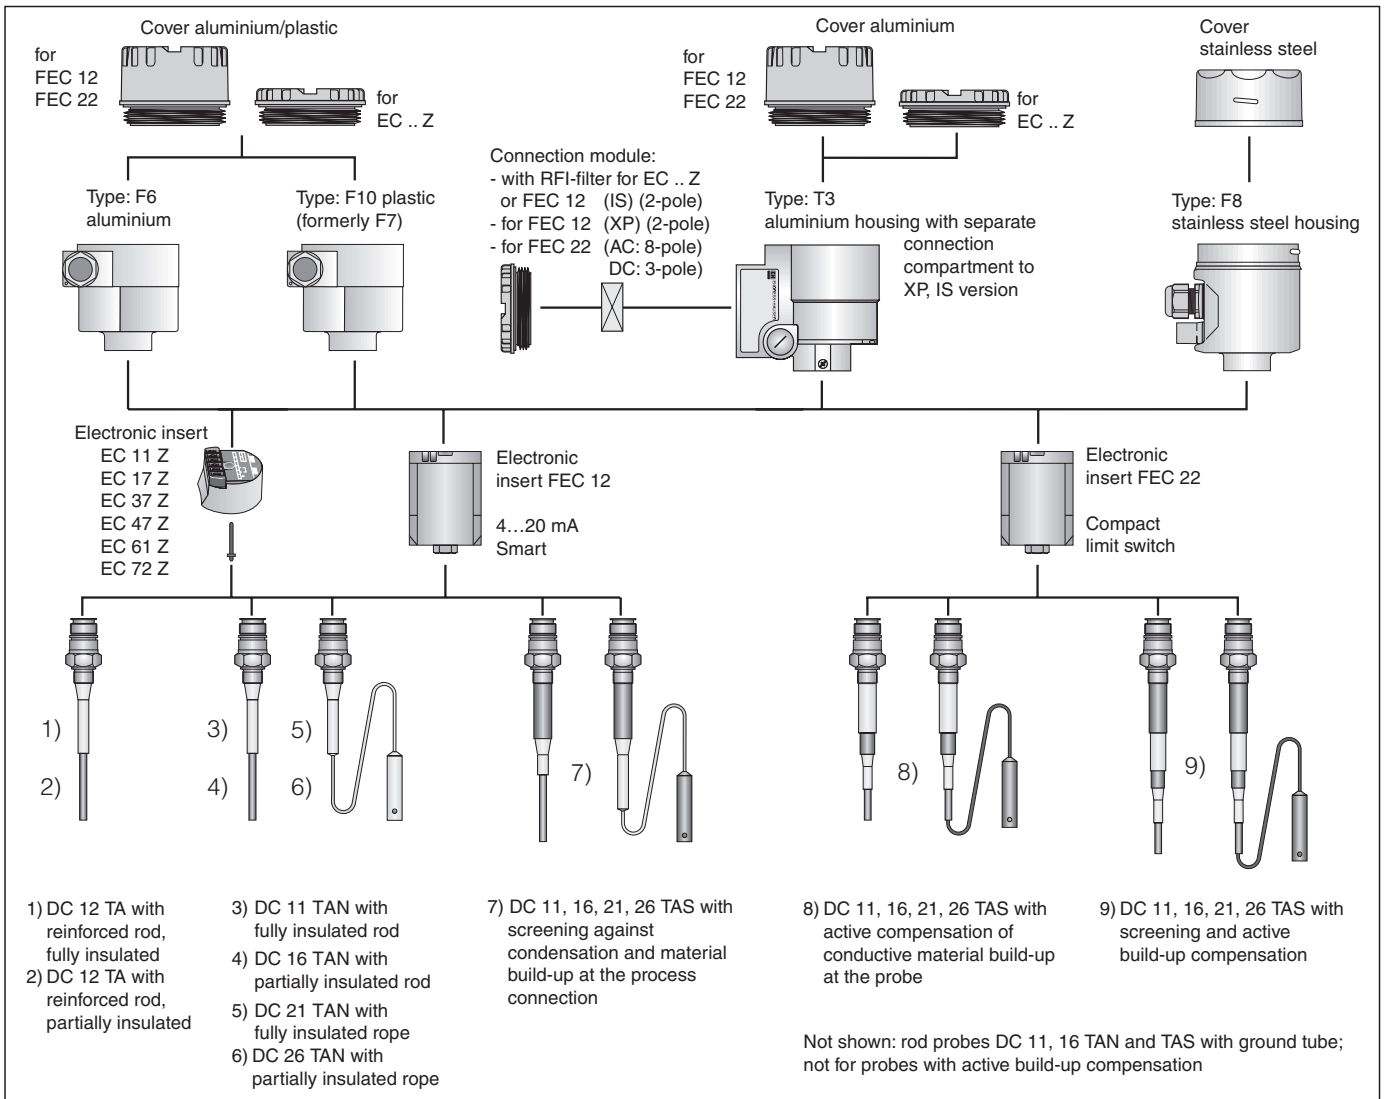 Cover aluminium/plastic
for
FEC 12
FEC 22
for
EC .. Z
Cover aluminium
for
FEC 12
FEC 22
for
EC .. Z
Cover
stainless steel
Type: F6
aluminium
Type: F10 plastic
(formerly F7)
Connection module:
- with RFI-filter for EC .. Z
or FEC 12 (IS) (2-pole)
- for FEC 12 (XP) (2-pole)
- for FEC 22 (AC: 8-pole)
DC: 3-pole)
Type: T3
aluminium housing with separate
connection
compartment to
XP, IS version
Type: F8
stainless steel housing
Electronic insert
EC 11 Z
EC 17 Z
EC 37 Z
EC 47 Z
EC 61 Z
EC 72 Z
Electronic
insert FEC 12
4…20 mA
Smart
Electronic
insert FEC 22
Compact
limit switch
1)
2)
3)
4)
5)
6)
7)
8)
9)
1) DC 12 TA with
reinforced rod,
fully insulated
2) DC 12 TA with
reinforced rod,
partially insulated
3) DC 11 TAN with
fully insulated rod
4) DC 16 TAN with
partially insulated rod
5) DC 21 TAN with
fully insulated rope
6) DC 26 TAN with
partially insulated rope
7) DC 11, 16, 21, 26 TAS with
screening against
condensation and material
build-up at the process
connection
8) DC 11, 16, 21, 26 TAS with
active compensation of
conductive material build-up
at the probe
9) DC 11, 16, 21, 26 TAS with
screening and active
build-up compensation
Not shown: rod probes DC 11, 16 TAN and TAS with ground tube;
not for probes with active build-up compensation